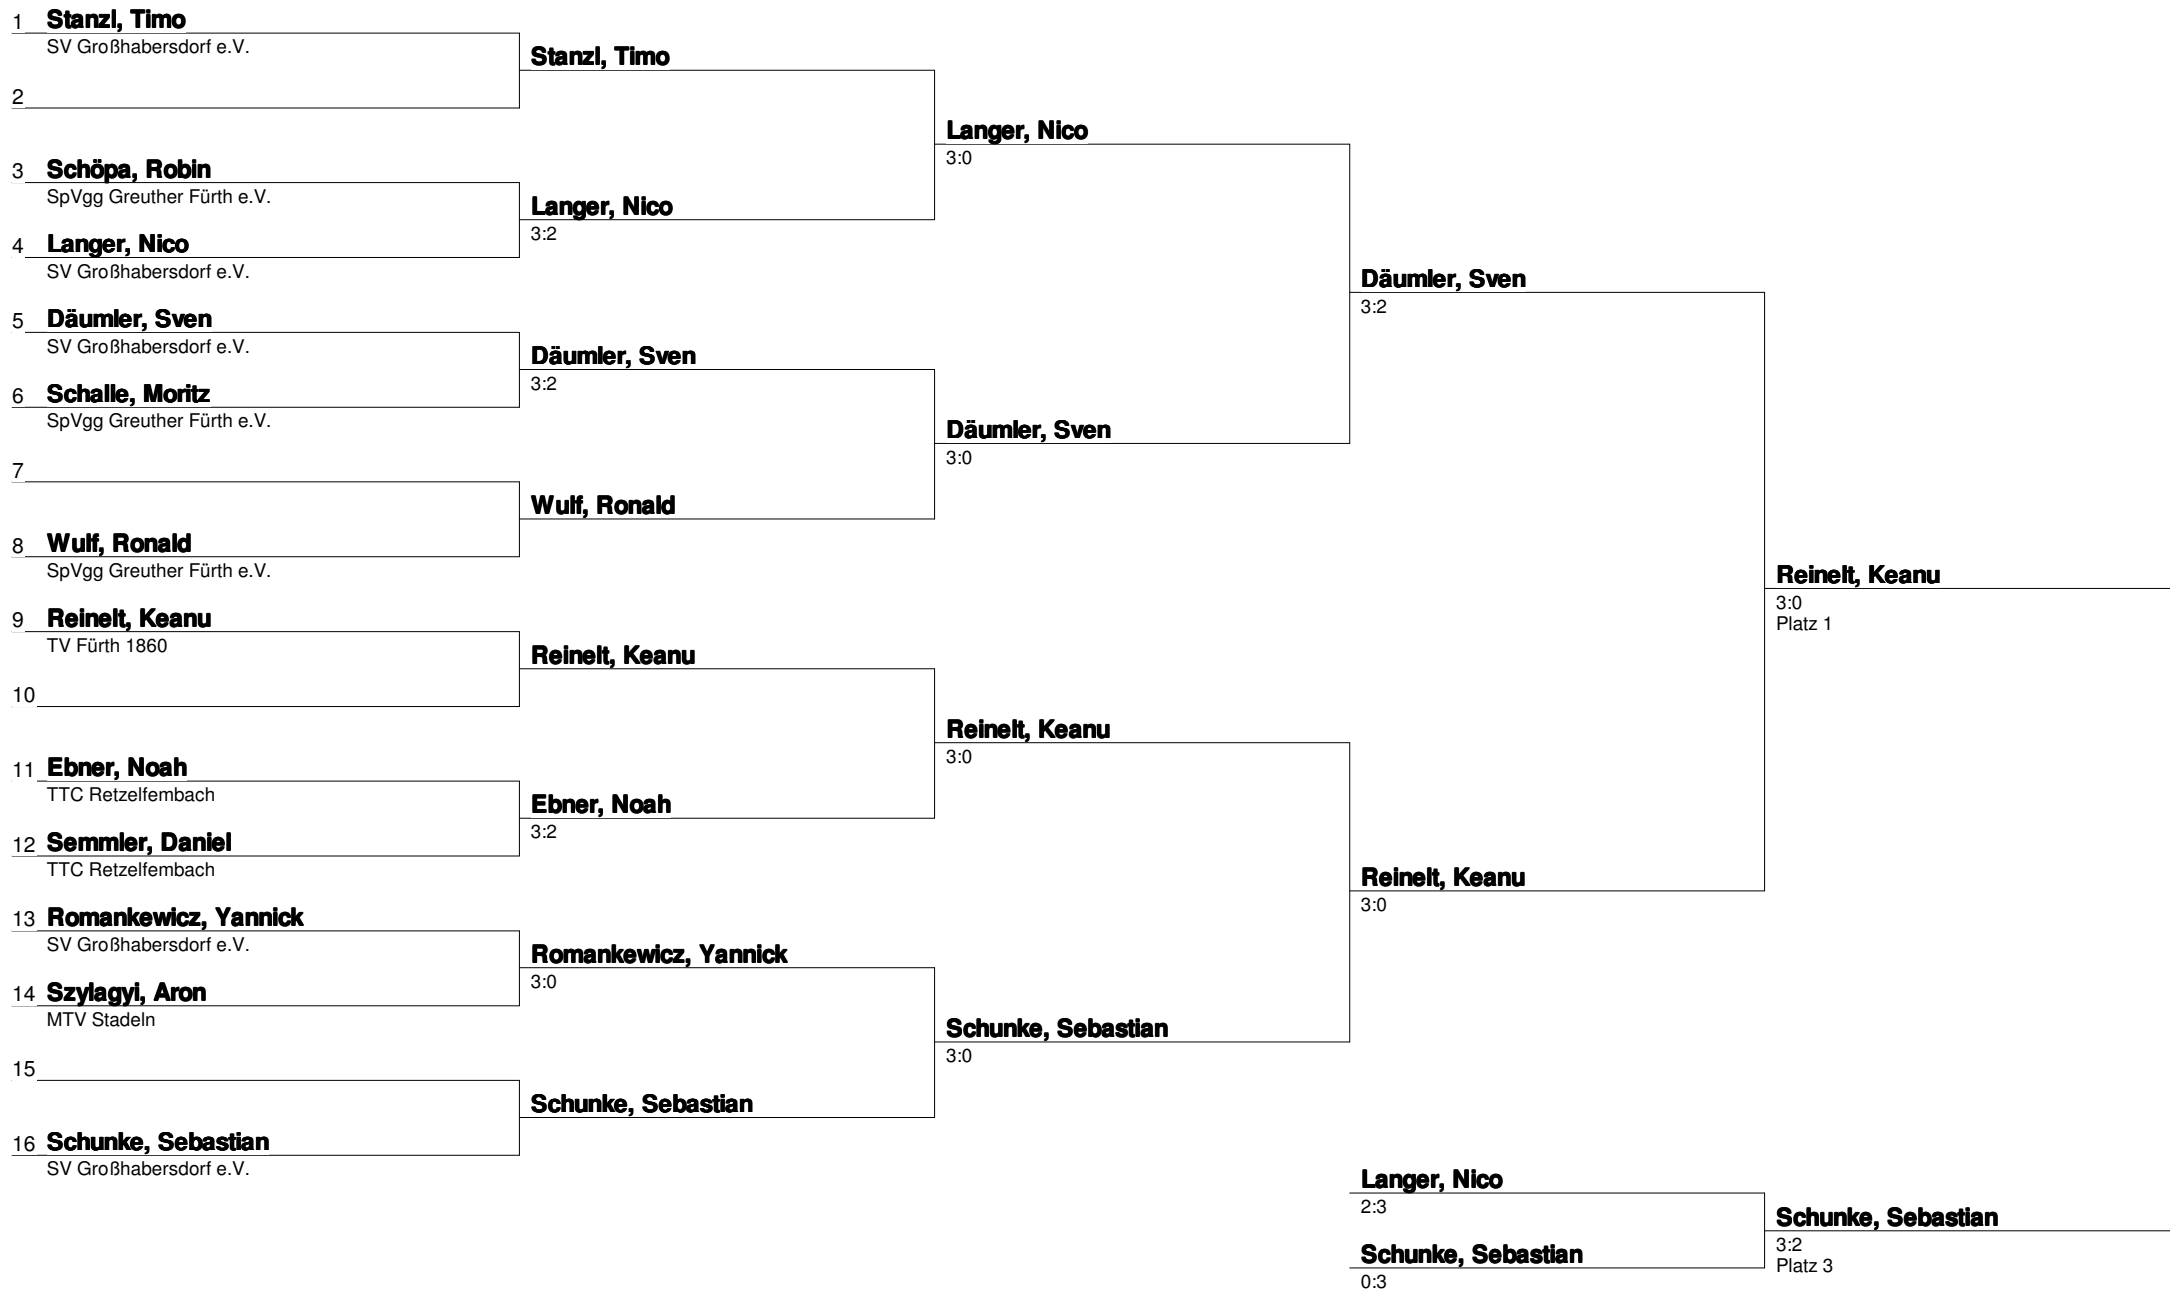 1 Stanzl, Timo
SV Großhabersdorf e.V.
2
3 Schöpa, Robin
SpVgg Greuther Fürth e.V.
4 Langer, Nico
SV Großhabersdorf e.V.
5 Däumler, Sven
SV Großhabersdorf e.V.
6 Schalle, Moritz
SpVgg Greuther Fürth e.V.
7
8 Wulf, Ronald
SpVgg Greuther Fürth e.V.
9 Reinelt, Keanu
TV Fürth 1860
10
11 Ebner, Noah
TTC Retzelfembach
12 Semmler, Daniel
TTC Retzelfembach
13 Romankewicz, Yannick
SV Großhabersdorf e.V.
14 Szylagyi, Aron
MTV Stadeln
15
16 Schunke, Sebastian
SV Großhabersdorf e.V.
Stanzl, Timo
Langer, Nico
3:2
Däumler, Sven
3:2
Wulf, Ronald
Reinelt, Keanu
Ebner, Noah
3:2
Romankewicz, Yannick
3:0
Schunke, Sebastian
Langer, Nico
3:0
Däumler, Sven
3:0
Reinelt, Keanu
3:0
Schunke, Sebastian
3:0
Däumler, Sven
3:2
Reinelt, Keanu
3:0
Reinelt, Keanu
3:0
Platz 1
Langer, Nico
2:3
Schunke, Sebastian
0:3
Schunke, Sebastian
3:2
Platz 3